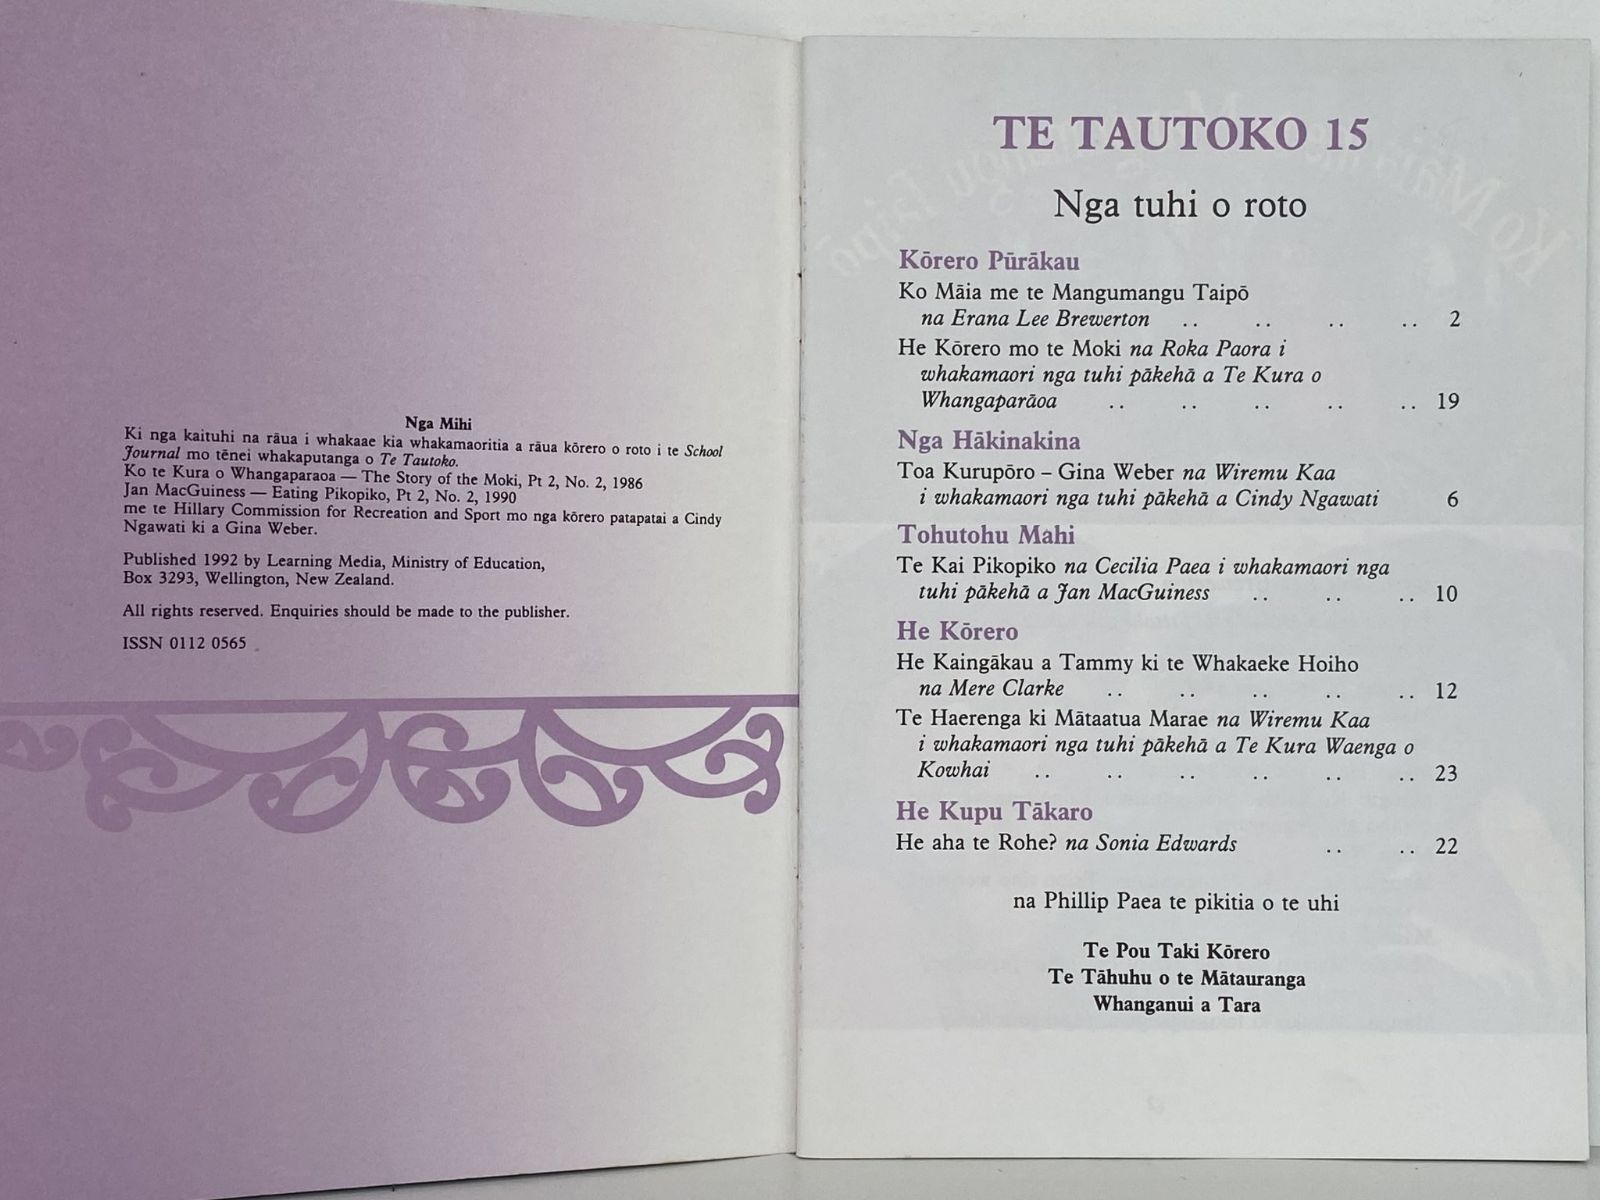 Nga Mihi
Ki nga kaituhi na rāua i whakaae kia whakamaoritia a rāua kōrero o roto i te School
Journal mo tēnei whakaputanga o Te Tautoko.
Ko te Kura o Whangaparaoa — The Story of the Moki, Pt 2, No. 2, 1986
Jan MacGuiness — Eating Pikopiko, Pt 2, No. 2, 1990
me te Hillary Commission for Recreation and Sport mo nga kōrero patapatai a Cindy
Ngawati ki a Gina Weber.
Published 1992 by Learning Media, Ministry of Education,
Box 3293, Wellington, New Zealand.
All rights reserved. Enquiries should be made to the publisher.
ISSN 0112 0565
TE TAUTOKO 15
Nga tuhi o roto
Kōrero Pūrākau
Ko Māia me te Mangumangu Taipō
na Erana Lee Brewerton .. .. .. .. 2
He Kōrero mo te Moki na Roka Paora i
whakamaori nga tuhi pākehā a Te Kura o
Whangaparāoa .. .. .. .. .. 19
Nga Hākinakina
Toa Kurupōro – Gina Weber na Wiremu Kaa
i whakamaori nga tuhi pākehā a Cindy Ngawati 6
Tohutohu Mahi
Te Kai Pikopiko na Cecilia Paea i whakamaori nga
tuhi pākehā a Jan MacGuiness .. .. .. 10
He Kōrero
He Kaingākau a Tammy ki te Whakaeke Hoiho
na Mere Clarke .. .. .. .. .. 12
Te Haerenga ki Mātaatua Marae na Wiremu Kaa
i whakamaori nga tuhi pākehā a Te Kura Waenga o
Kowhai .. .. .. .. .. .. 23
He Kupu Tākaro
He aha te Rohe? na Sonia Edwards .. .. 22
na Phillip Paea te pikitia o te uhi
Te Pou Taki Kōrero
Te Tāhuhu o te Mātauranga
Whanganui a Tara